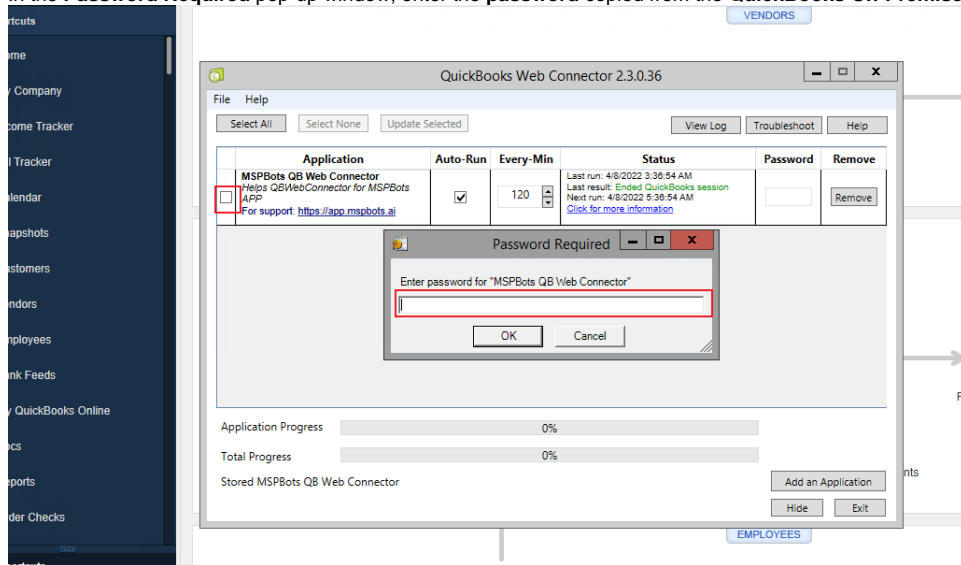 In the Password Required pop-up window, enter the password copied from the QuickBooks On-Premise
VENDORS
QuickBooks Web Connector 2.3.0.36
File Help
Select All Select None Update Selected View Log Troubleshoot Help
Application Auto-Run Every-Min Status Password Remove
MSPBots QB Web Connector
Helps QBWebConnector for MSPBots
APP
For support: https://app.mspbots.ai
120
Last run: 4/8/2022 3:36:54 AM
Last result: Ended QuickBooks session
Next run: 4/8/2022 5:36:54 AM
Click for more information
Remove
Password Required
Enter password for "MSPBots QB Web Connector"
OK Cancel
Application Progress 0%
Total Progress 0%
Stored MSPBots QB Web Connector
Add an Application
Hide Exit
EMPLOYEES
rtcuts
ome
y Company
come Tracker
l Tracker
alendar
apshots
ustomers
endors
mployees
ank Feeds
y QuickBooks Online
ocs
eports
der Checks
nts